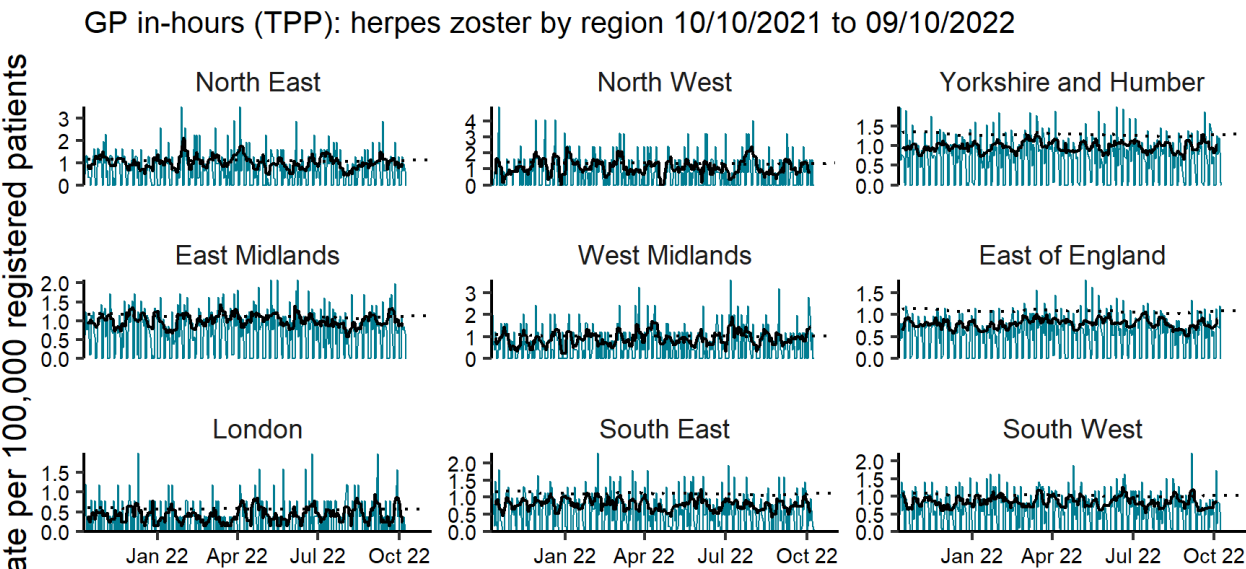 GP in-hours (TPP): herpes zoster by region 10/10/2021 to 09/10/2022
ate per 100,000 registered patients
North East
North West
Yorkshire and Humber
3
2
1
0
4
3
2
1
0
1.5
1.0
0.5
0.0
East Midlands
West Midlands
East of England
2.0
1.5
1.0
0.5
0.0
3
2
1
0
1.5
1.0
0.5
0.0
London
South East
South West
1.5
1.0
0.5
0.0
2.0
1.5
1.0
0.5
0.0
2.0
1.5
1.0
0.5
0.0
Jan 22 Apr 22 Jul 22 Oct 22
Jan 22 Apr 22 Jul 22 Oct 22
Jan 22 Apr 22 Jul 22 Oct 22